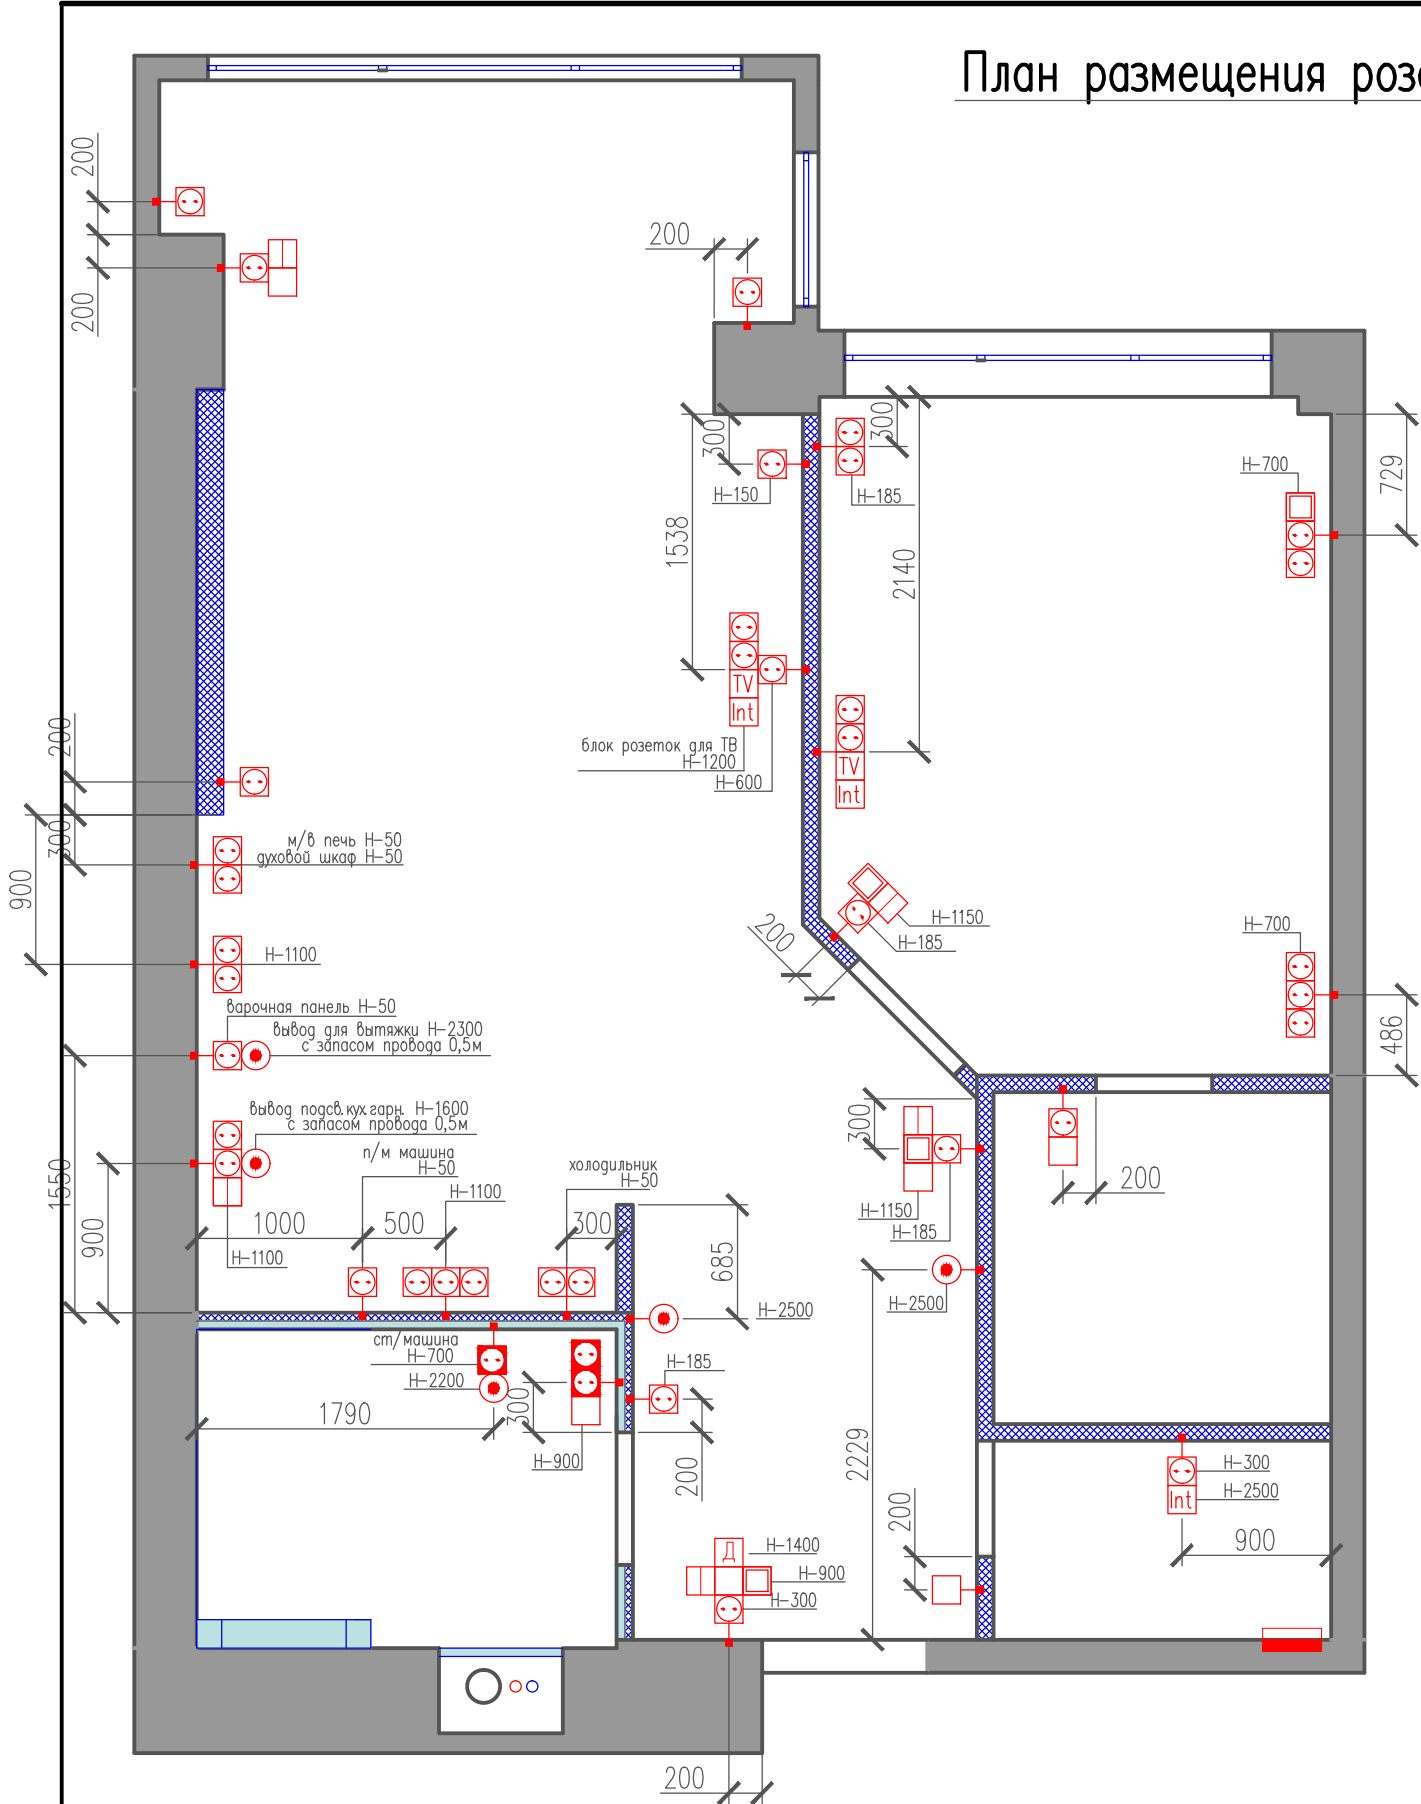 План размещения розе
200
200
200
300
300
729
H-150
H-185
H-700
1538
2140
TV
Int
блок розеток для ТВ
H-1200
H-600
TV
Int
200
300
900
м/в печь H-50
духовой шкаф H-50
H-1100
H-1150
H-185
200
H-700
486
варочная панель H-50
вывод для вытяжки H-2300
с запасом провода 0,5м
вывод подсв.кух.гарн. H-1600
с запасом провода 0,5м
п/м машина
H-50
H-1100
холодильник
H-50
1550
900
1000
500
300
H-1100
685
300
H-1150
H-185
200
H-2500
H-2500
ст/машина
H-700
H-2200
300
1790
H-900
H-185
200
2229
200
H-300
Int
H-2500
900
Д
H-1400
H-900
H-300
200